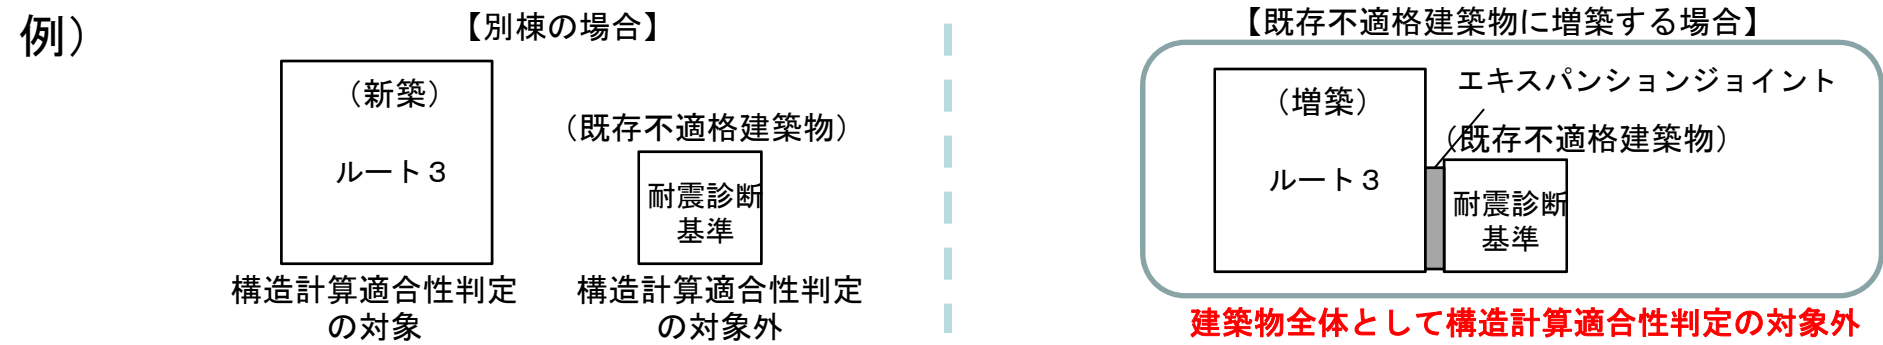 例）
【別棟の場合】
（新築）
ルート３
構造計算適合性判定
の対象
（既存不適格建築物）
耐震診断
基準
構造計算適合性判定
の対象外
【既存不適格建築物に増築する場合】
（増築）
ルート３
エキスパンションジョイント
（既存不適格建築物）
耐震診断
基準
建築物全体として構造計算適合性判定の対象外